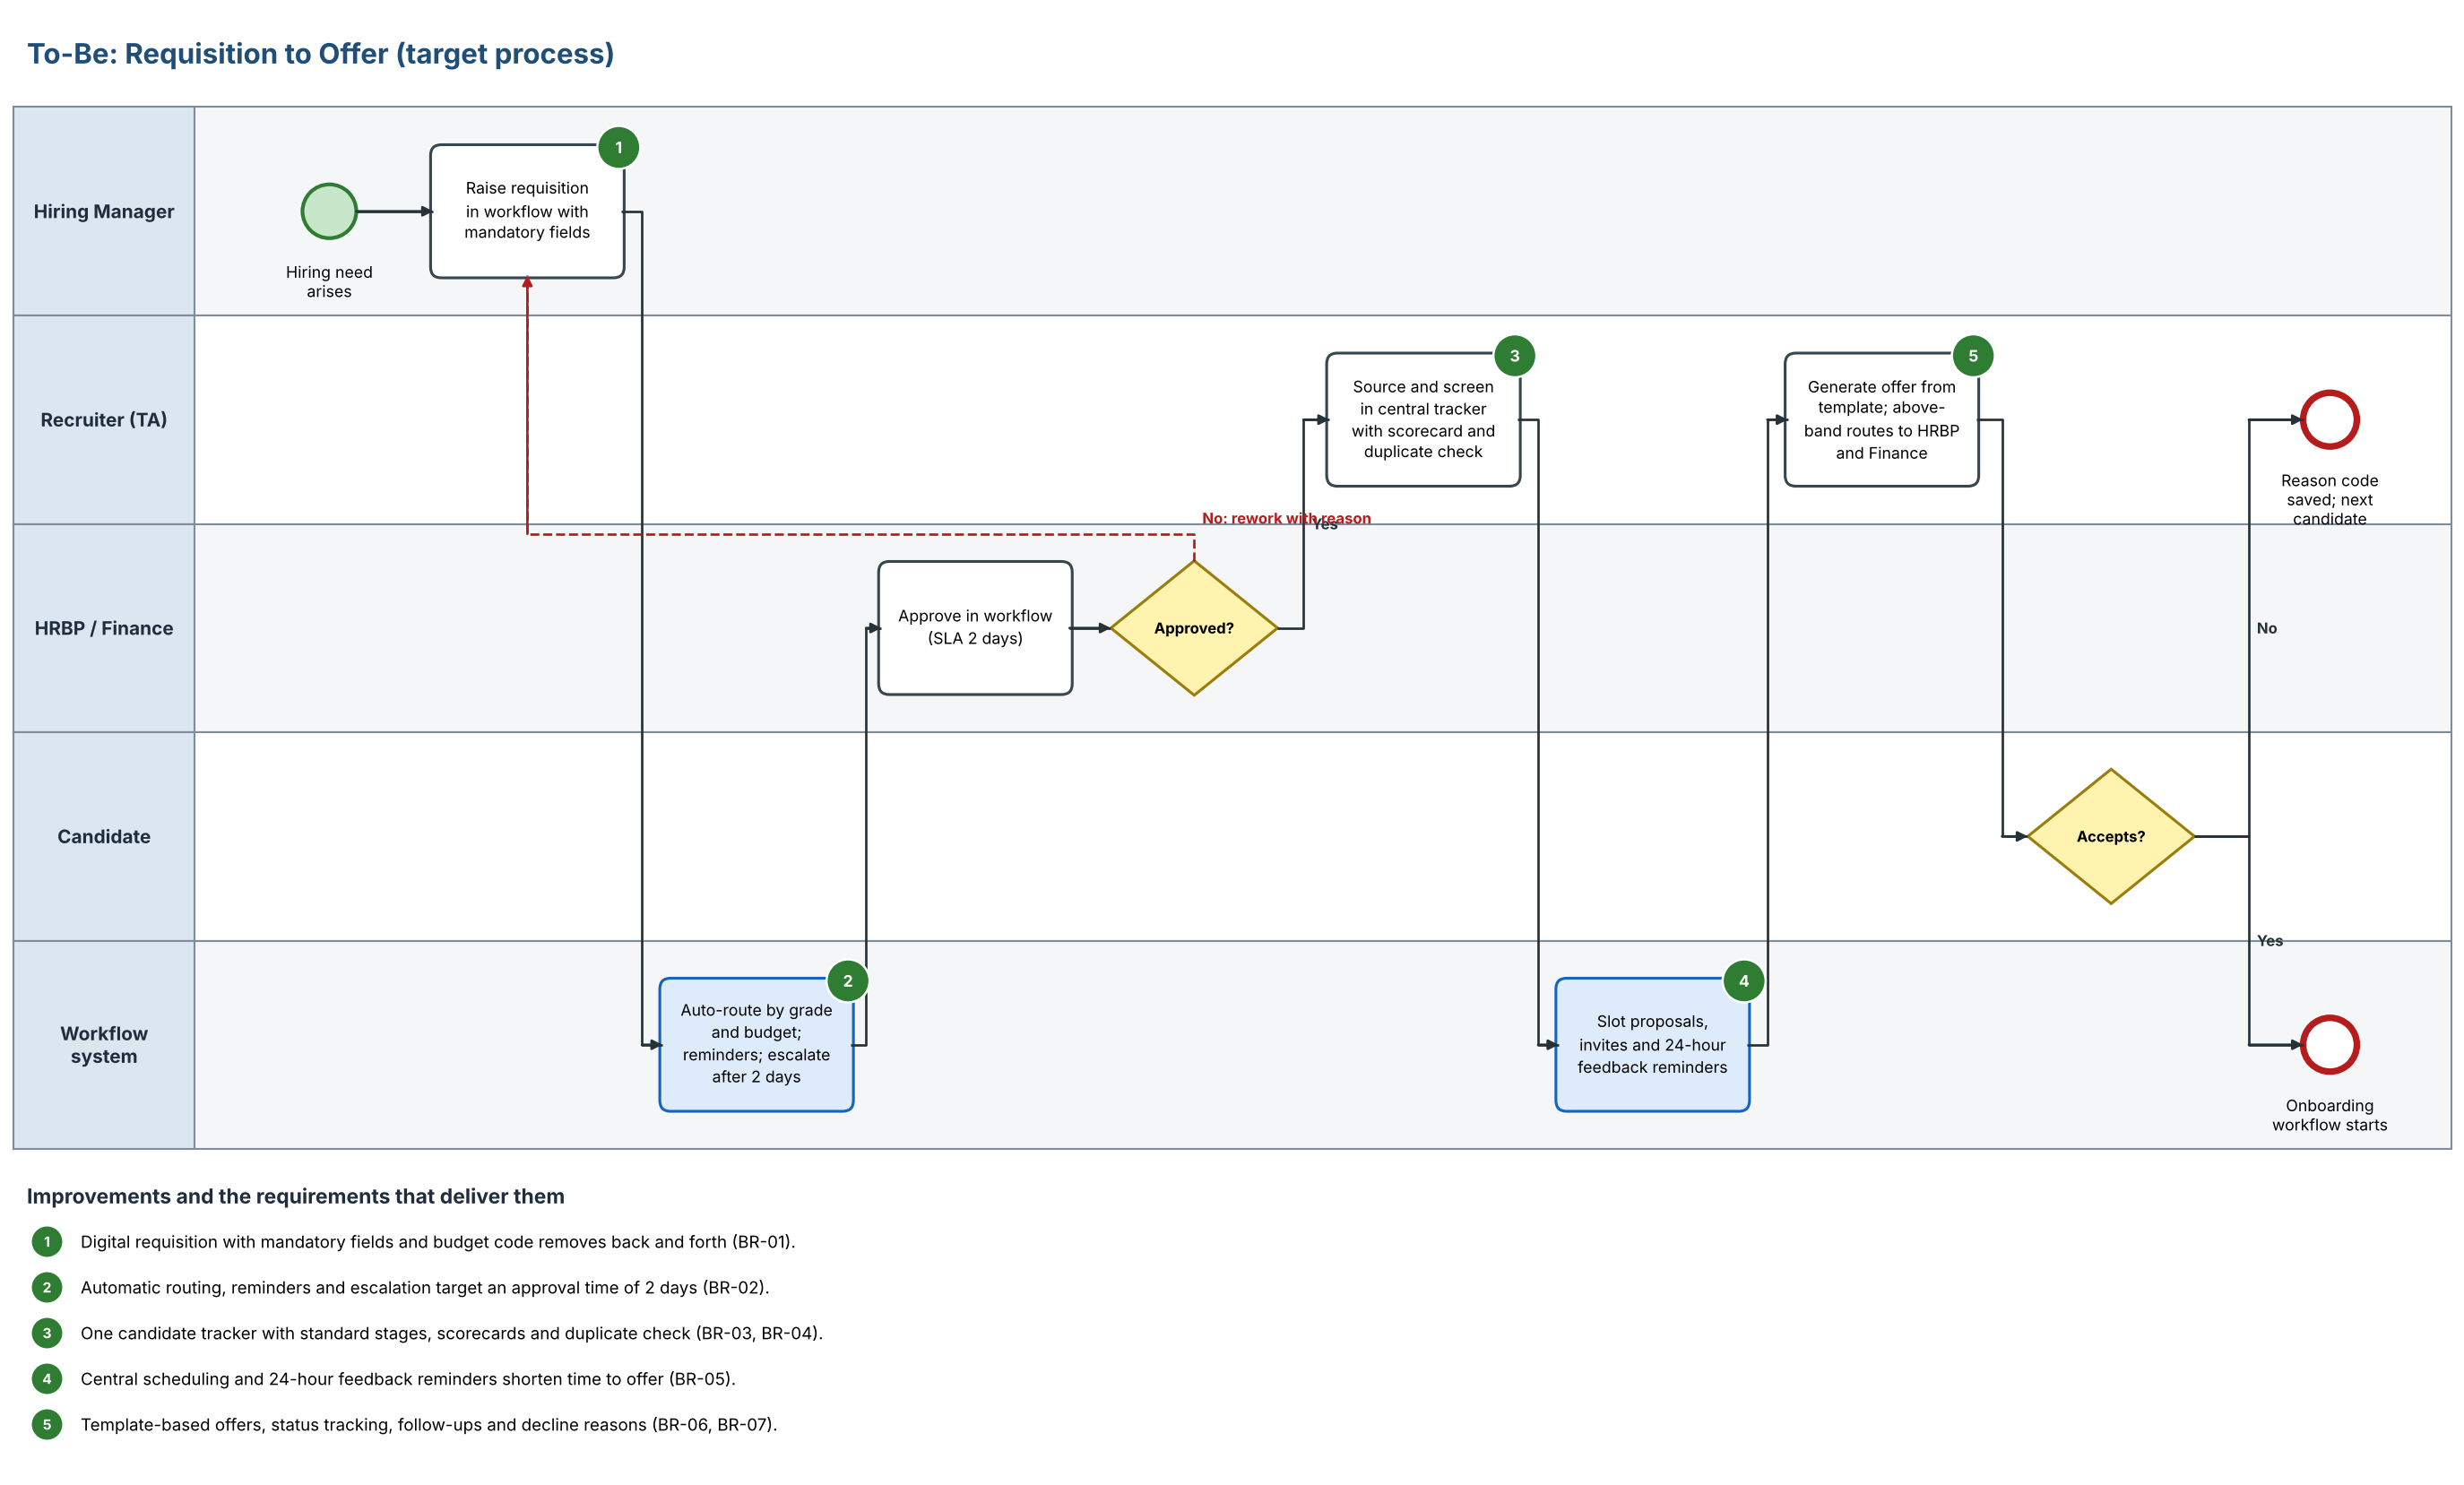 To-Be: Requisition to Offer (target process)
Hiring Manager
Hiring need
arises
1
Raise requisition
in workflow with
mandatory fields
Recruiter (TA)
3
Source and screen
in central tracker
with scorecard and
duplicate check
5
Generate offer from
template; above-
band routes to HRBP
and Finance
Reason code
saved; next
candidate
No: rework with reason
Yes
HRBP / Finance
Approve in workflow
(SLA 2 days)
Approved?
No
Candidate
Accepts?
Yes
Workflow
system
2
Auto-route by grade
and budget;
reminders; escalate
after 2 days
4
Slot proposals,
invites and 24-hour
feedback reminders
Onboarding
workflow starts
Improvements and the requirements that deliver them
1 Digital requisition with mandatory fields and budget code removes back and forth (BR-01).
2 Automatic routing, reminders and escalation target an approval time of 2 days (BR-02).
3 One candidate tracker with standard stages, scorecards and duplicate check (BR-03, BR-04).
4 Central scheduling and 24-hour feedback reminders shorten time to offer (BR-05).
5 Template-based offers, status tracking, follow-ups and decline reasons (BR-06, BR-07).